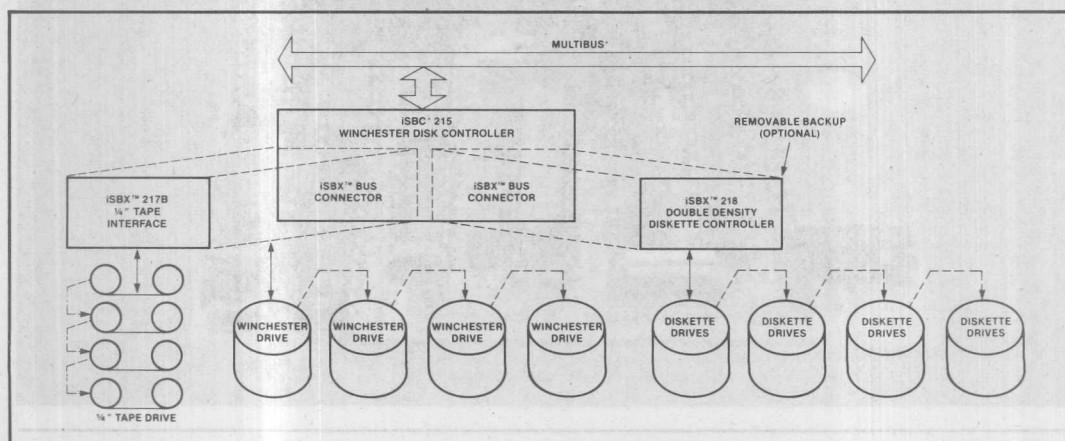 MULTIBUS*
iSBC* 215
WINCHESTER DISK CONTROLLER
REMOVABLE BACKUP
(OPTIONAL)
iSBX™ 217B
¼" TAPE
INTERFACE
iSBX™ BUS
CONNECTOR
iSBX™ BUS
CONNECTOR
iSBX™ 218
DOUBLE DENSITY
DISKETTE CONTROLLER
WINCHESTER
DRIVE
WINCHESTER
DRIVE
WINCHESTER
DRIVE
WINCHESTER
DRIVE
DISKETTE
DRIVES
DISKETTE
DRIVES
DISKETTE
DRIVES
DISKETTE
DRIVES
¼" TAPE DRIVE